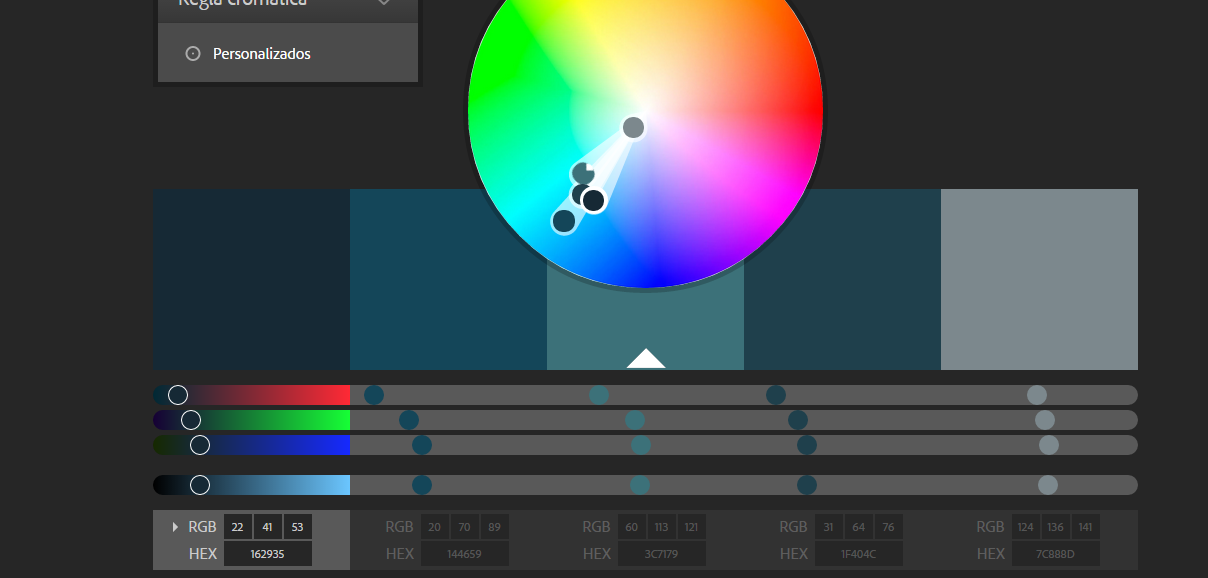 Regla cromática
Personalizados
RGB 22 41 53 RGB 20 70 89 RGB 60 113 121 RGB 31 64 76 RGB 124 136 141
HEX 162935 HEX 144659 HEX 3C7179 HEX 1F404C HEX 7C888D